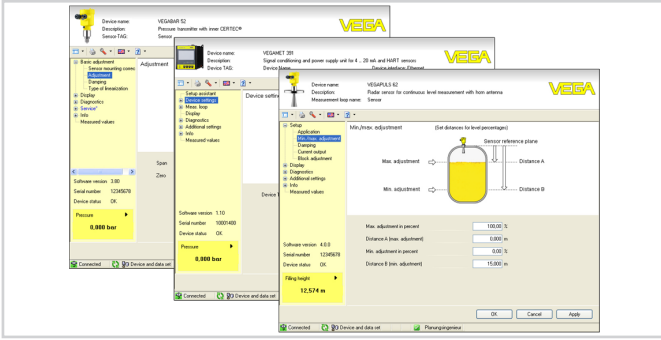 Device name: VEGABAR 52
Description: Pressure transmitter with inner CERTEC®
Sensor TAG: Sensor
VEGA
Basic adjustment
Sensor mounting correc
Adjustment
Damping
Type of linearization
Display
Diagnostics
Service
Info
Measured values
Adjustment
Span
Zero
Software version 3.80
Serial number 12345678
Device status OK
Pressure
0,000 bar
Connected Device and data set
Device name: VEGAMET 391
Description: Signal conditioning and power supply unit for 4 .. 20 mA and HART sensors
Device TAG: Device Name Device interface: Ethernet
VEGA
Setup assistant
Device settings
Meas. loop
Display
Diagnostics
Additional settings
Info
Measured values
Device settin
Device T
Software version 1.10
Serial number 10001400
Device status OK
Pressure
0,000 bar
Connected Device and data set
Device name: VEGAPULS 62
Description: Radar sensor for continuous level measurement with horn antenna
Measurement loop name: Sensor
VEGA
Setup
Application
Min./max. adjustment
Damping
Current output
Block adjustment
Display
Diagnostics
Additional settings
Info
Measured values
Min./max. adjustment (Set distances for level percentages)
Sensor reference plane
Max. adjustment Distance A
Min. adjustment Distance B
Max. adjustment in percent 100,00 %
Distance A (max. adjustment) 0,000 m
Min. adjustment in percent 0,00 %
Distance B (min. adjustment) 15,000 m
Software version 4.0.0
Serial number 12345678
Device status OK
Filling height
12,574 m
OK Cancel Apply
Connected Device and data set Planungsingenieur